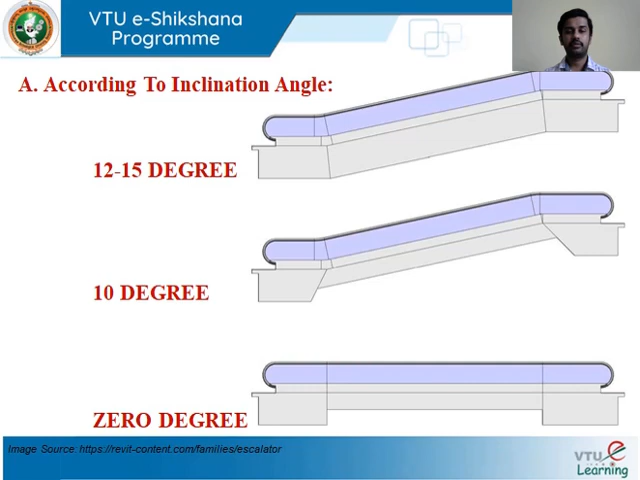 VTU e-Shikshana
Programme
A. According To Inclination Angle:
12-15 DEGREE
10 DEGREE
ZERO DEGREE
Image Source: https://revit-content.com/families/escalator
VTU e
Learning